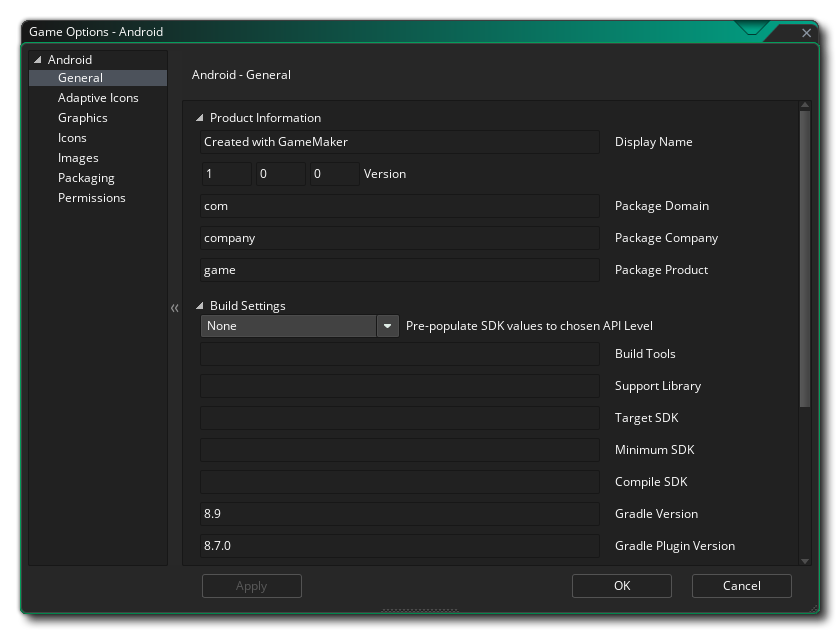 Game Options - Android
Android
General
Adaptive Icons
Graphics
Icons
Images
Packaging
Permissions
Android - General
Product Information
Created with GameMaker Display Name
1 0 0 Version
com Package Domain
company Package Company
game Package Product
Build Settings
None Pre-populate SDK values to chosen API Level
Build Tools
Support Library
Target SDK
Minimum SDK
Compile SDK
8.9 Gradle Version
8.7.0 Gradle Plugin Version
Apply OK Cancel